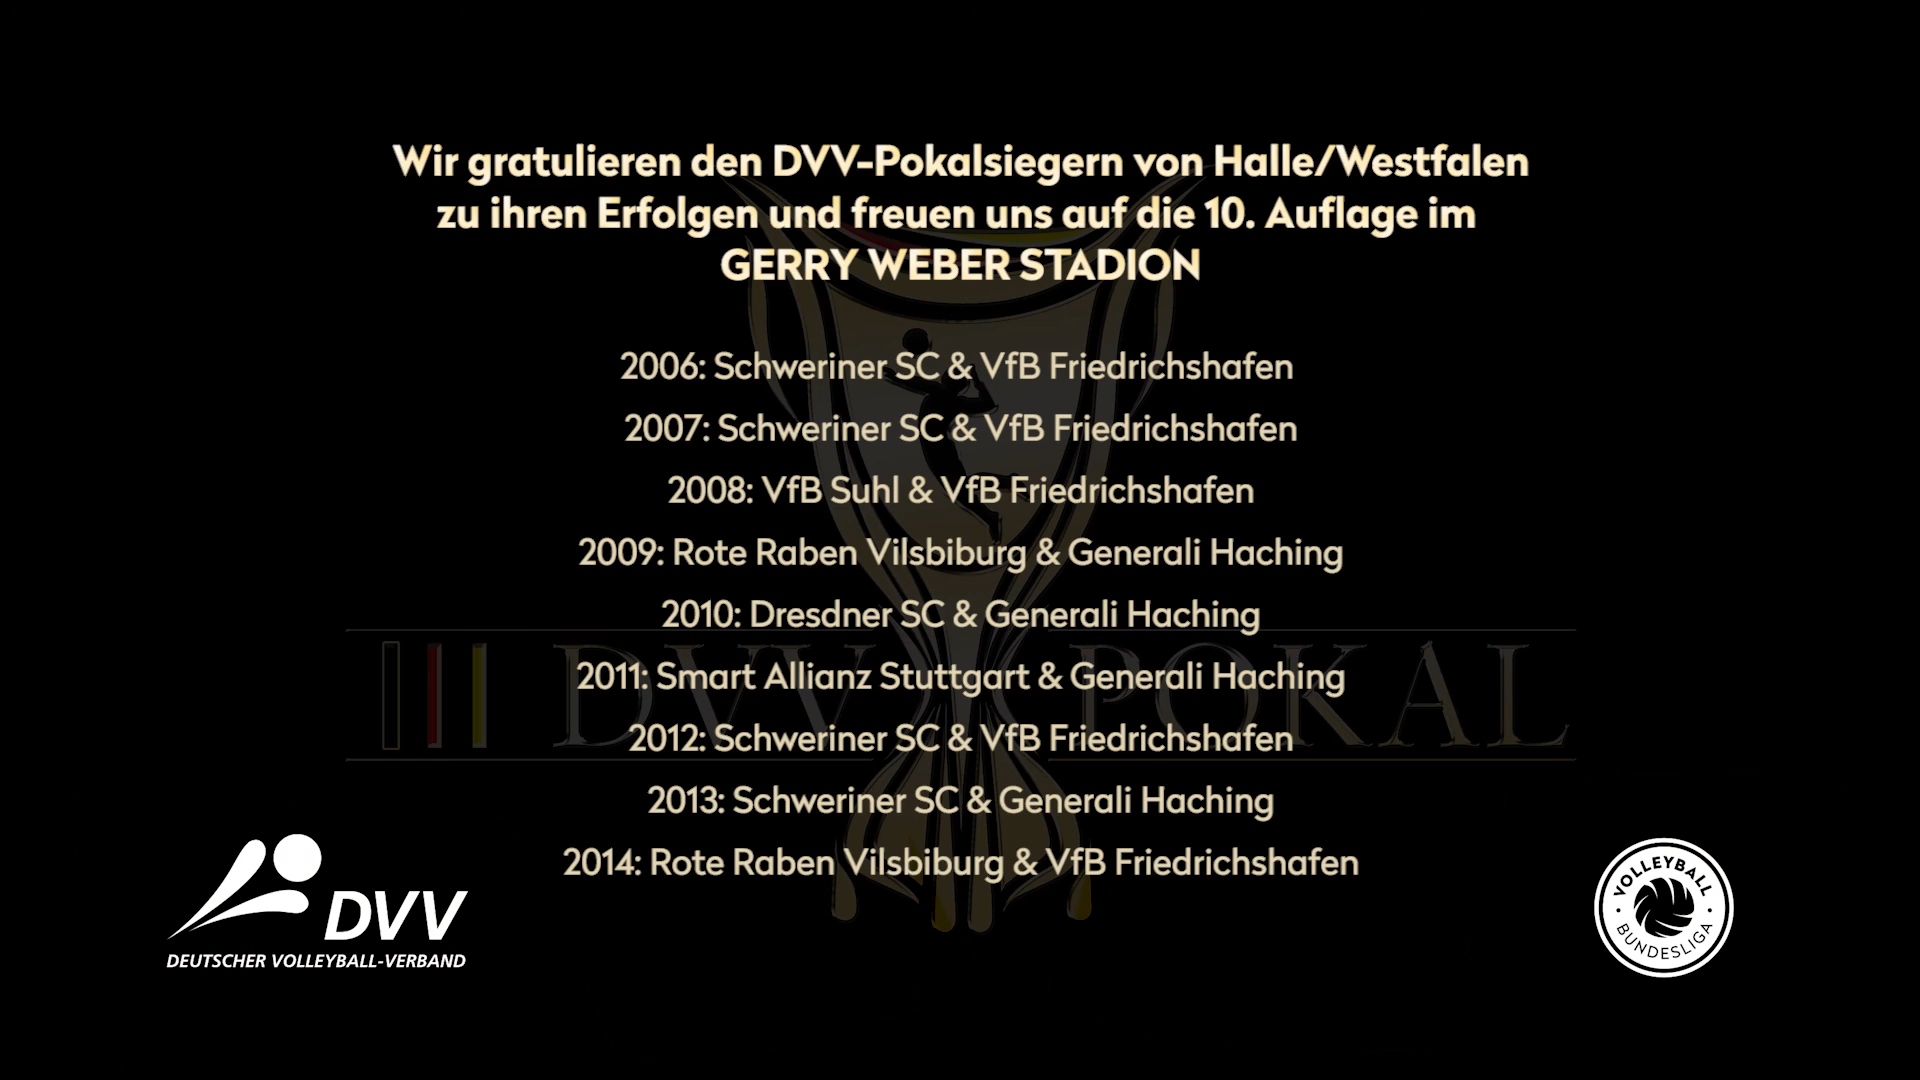 Wir gratulieren den DVV-Pokalsiegern von Halle/Westfalen
zu ihren Erfolgen und freuen uns auf die 10. Auflage im
GERRY WEBER STADION
2006: Schweriner SC & VfB Friedrichshafen
2007: Schweriner SC & VfB Friedrichshafen
2008: VfB Suhl & VfB Friedrichshafen
2009: Rote Raben Vilsbiburg & Generali Haching
2010: Dresdner SC & Generali Haching
2011: Smart Allianz Stuttgart & Generali Haching
DVV POKAL
2012: Schweriner SC & VfB Friedrichshafen
2013: Schweriner SC & Generali Haching
2014: Rote Raben Vilsbiburg & VfB Friedrichshafen
DVV
DEUTSCHER VOLLEYBALL-VERBAND
VOLLEYBALL
BUNDESLIGA